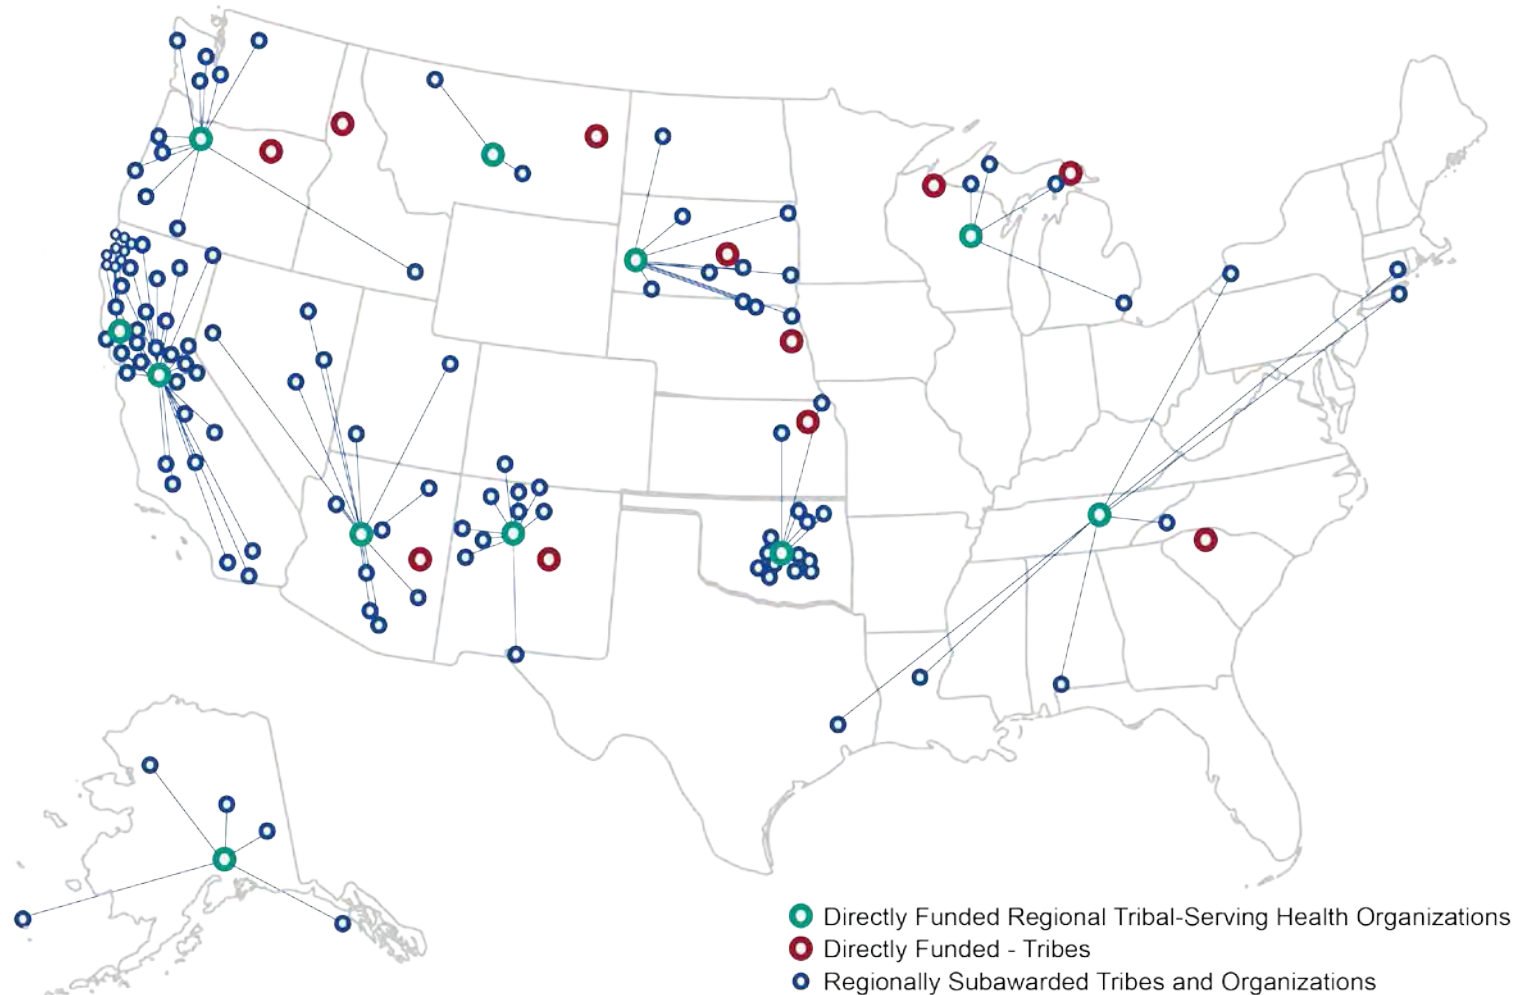 Directly Funded Regional Tribal-Serving Health Organizations
Directly Funded - Tribes
Regionally Subawarded Tribes and Organizations